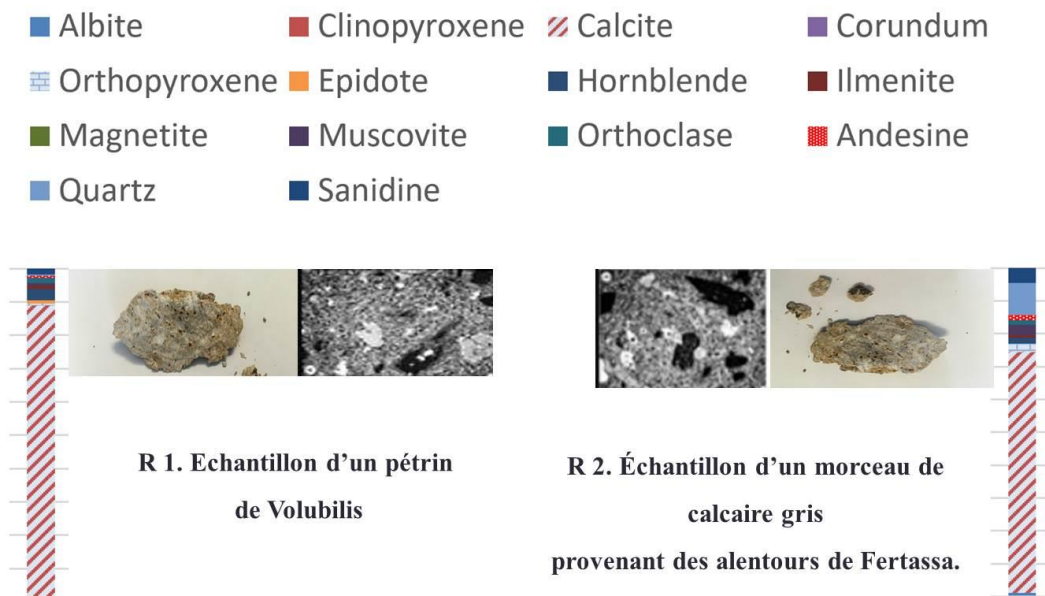 Albite Clinopyroxene Calcite Corundum
Orthopyroxene Epidote Hornblende Ilmenite
Magnetite Muscovite Orthoclase Andesine
Quartz Sanidine
R 1. Echantillon d’un pétrin
de Volubilis
R 2. Échantillon d’un morceau de
calcaire gris
provenant des alentours de Fertassa.